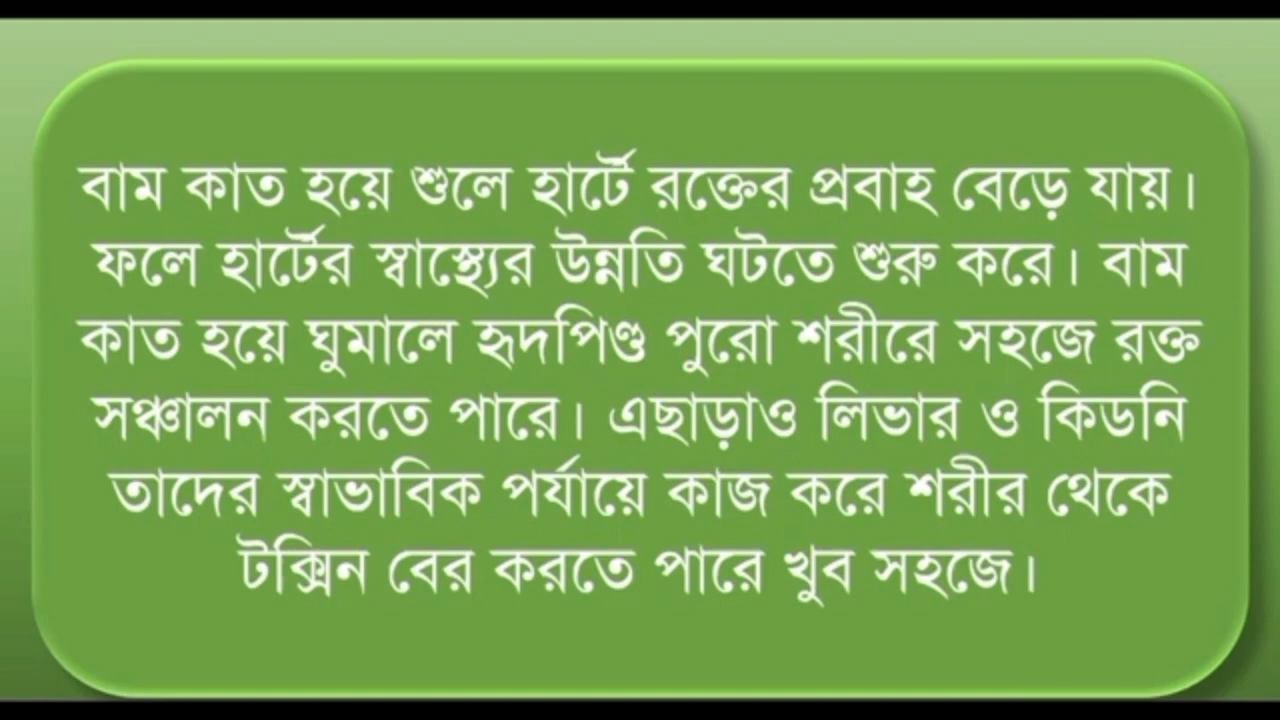 বাম কাত হয়ে শুলে হার্টে রক্তের প্রবাহ বেড়ে যায়।
ফলে হার্টের স্বাস্থ্যের উন্নতি ঘটতে শুরু করে। বাম
কাত হয়ে ঘুমালে হৃদপিণ্ড পুরো শরীরে সহজে রক্ত
সঞ্চালন করতে পারে। এছাড়াও লিভার ও কিডনি
তাদের স্বাভাবিক পর্যায়ে কাজ করে শরীর থেকে
টক্সিন বের করতে পারে খুব সহজে।